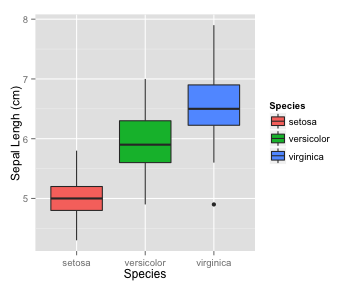 8
7
6
5
Sepal Lengh (cm)
setosa
versicolor
virginica
Species
Species
setosa
versicolor
virginica